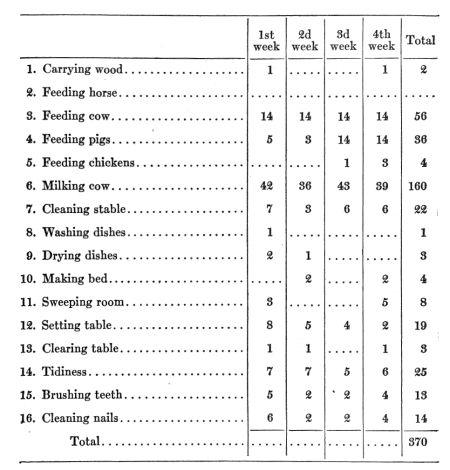 1st week 2d week 3d week 4th week Total
1. Carrying wood.................... 1 ..... ..... 1 2
2. Feeding horse.................... ..... ..... ..... ..... .....
3. Feeding cow...................... 14 14 14 14 56
4. Feeding pigs..................... 5 3 14 14 36
5. Feeding chickens................. ..... ..... 1 3 4
6. Milking cow...................... 42 36 43 39 160
7. Cleaning stable.................. 7 3 6 6 22
8. Washing dishes................... 1 ..... ..... ..... 1
9. Drying dishes.................... 2 1 ..... ..... 3
10. Making bed...................... ..... 2 ..... 2 4
11. Sweeping room................... 3 ..... ..... 5 8
12. Setting table................... 8 5 4 2 19
13. Clearing table.................. 1 1 ..... 1 3
14. Tidiness........................ 7 7 5 6 25
15. Brushing teeth.................. 5 2 2 4 13
16. Cleaning nails.................. 6 2 2 4 14
Total........................ ..... ..... ..... ..... 370